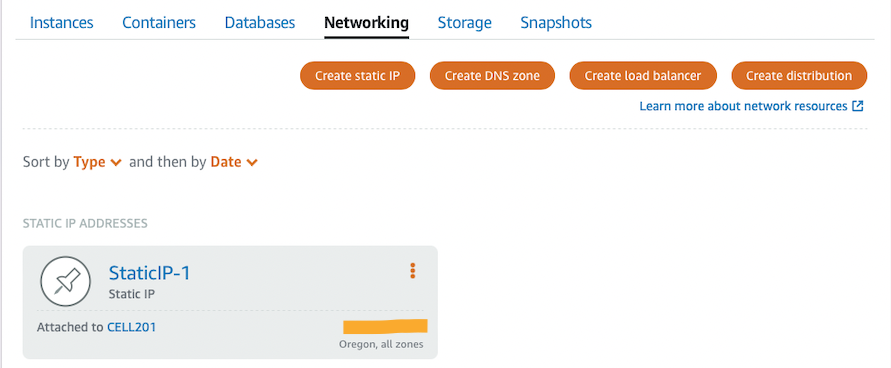 Instances Containers Databases Networking Storage Snapshots
Create static IP Create DNS zone Create load balancer Create distribution
Learn more about network resources
Sort by Type and then by Date
STATIC IP ADDRESSES
StaticIP-1
Static IP
Attached to CELL201
Oregon, all zones